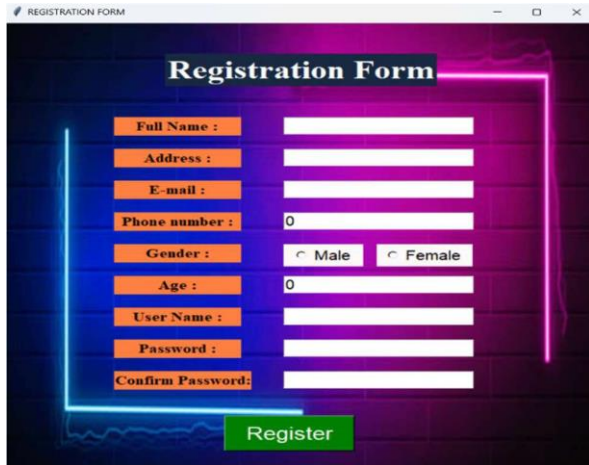 REGISTRATION FORM
Registration Form
Full Name :
Address :
E-mail :
Phone number : 0
Gender : Male Female
Age : 0
User Name :
Password :
Confirm Password:
Register